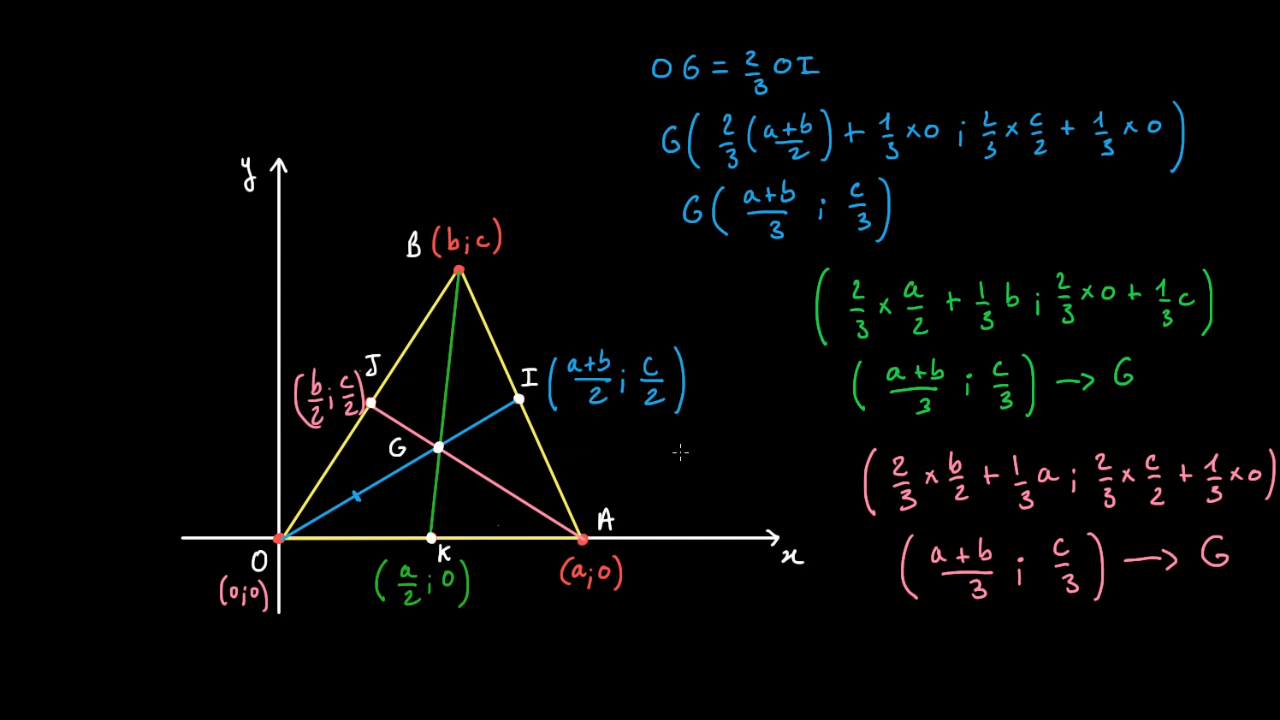 OG = 2/3 OI
G( 2/3 (a+b/2) + 1/3 × 0 ; 2/3 × c/2 + 1/3 × 0 )
G( a+b/3 ; c/3 )
y
B (b;c)
( 2/3 × a/2 + 1/3 b ; 2/3 × 0 + 1/3 c )
J
I ( a+b/2 ; c/2 )
( b/2 ; c/2 )
( a+b/3 ; c/3 ) → G
G
( 2/3 × b/2 + 1/3 a ; 2/3 × c/2 + 1/3 × 0 )
A
O
K
x
( a+b/3 ; c/3 ) → G
(0;0)
( a/2 ; 0 )
(a;0)